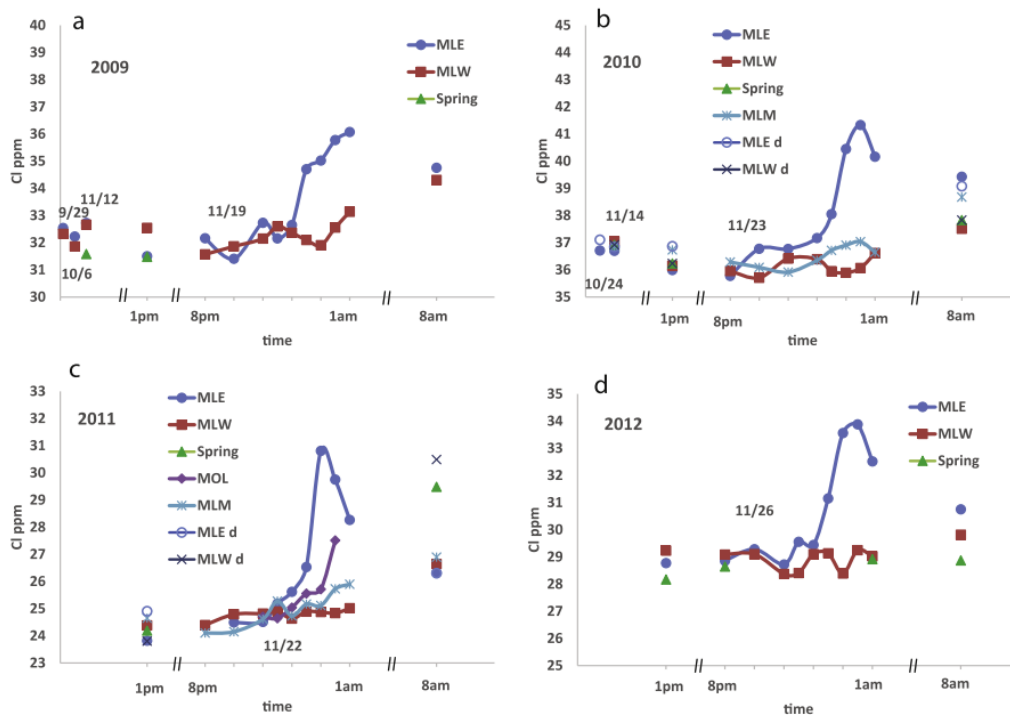 a
40
39
38
37
36
35
34
33
32
31
30
Cl ppm
2009
MLE
MLW
Spring
9/29
11/12
10/6
11/19
1pm
8pm
1am
8am
time
b
45
44
43
42
41
40
39
38
37
36
35
Cl ppm
2010
MLE
MLW
Spring
MLM
MLE d
MLW d
11/14
10/24
11/23
1pm
8pm
1am
8am
time
c
33
32
31
30
29
28
27
26
25
24
23
Cl ppm
2011
MLE
MLW
Spring
MOL
MLM
MLE d
MLW d
11/22
1pm
8pm
1am
8am
time
d
35
34
33
32
31
30
29
28
27
26
25
Cl ppm
2012
MLE
MLW
Spring
11/26
1pm
8pm
1am
8am
time